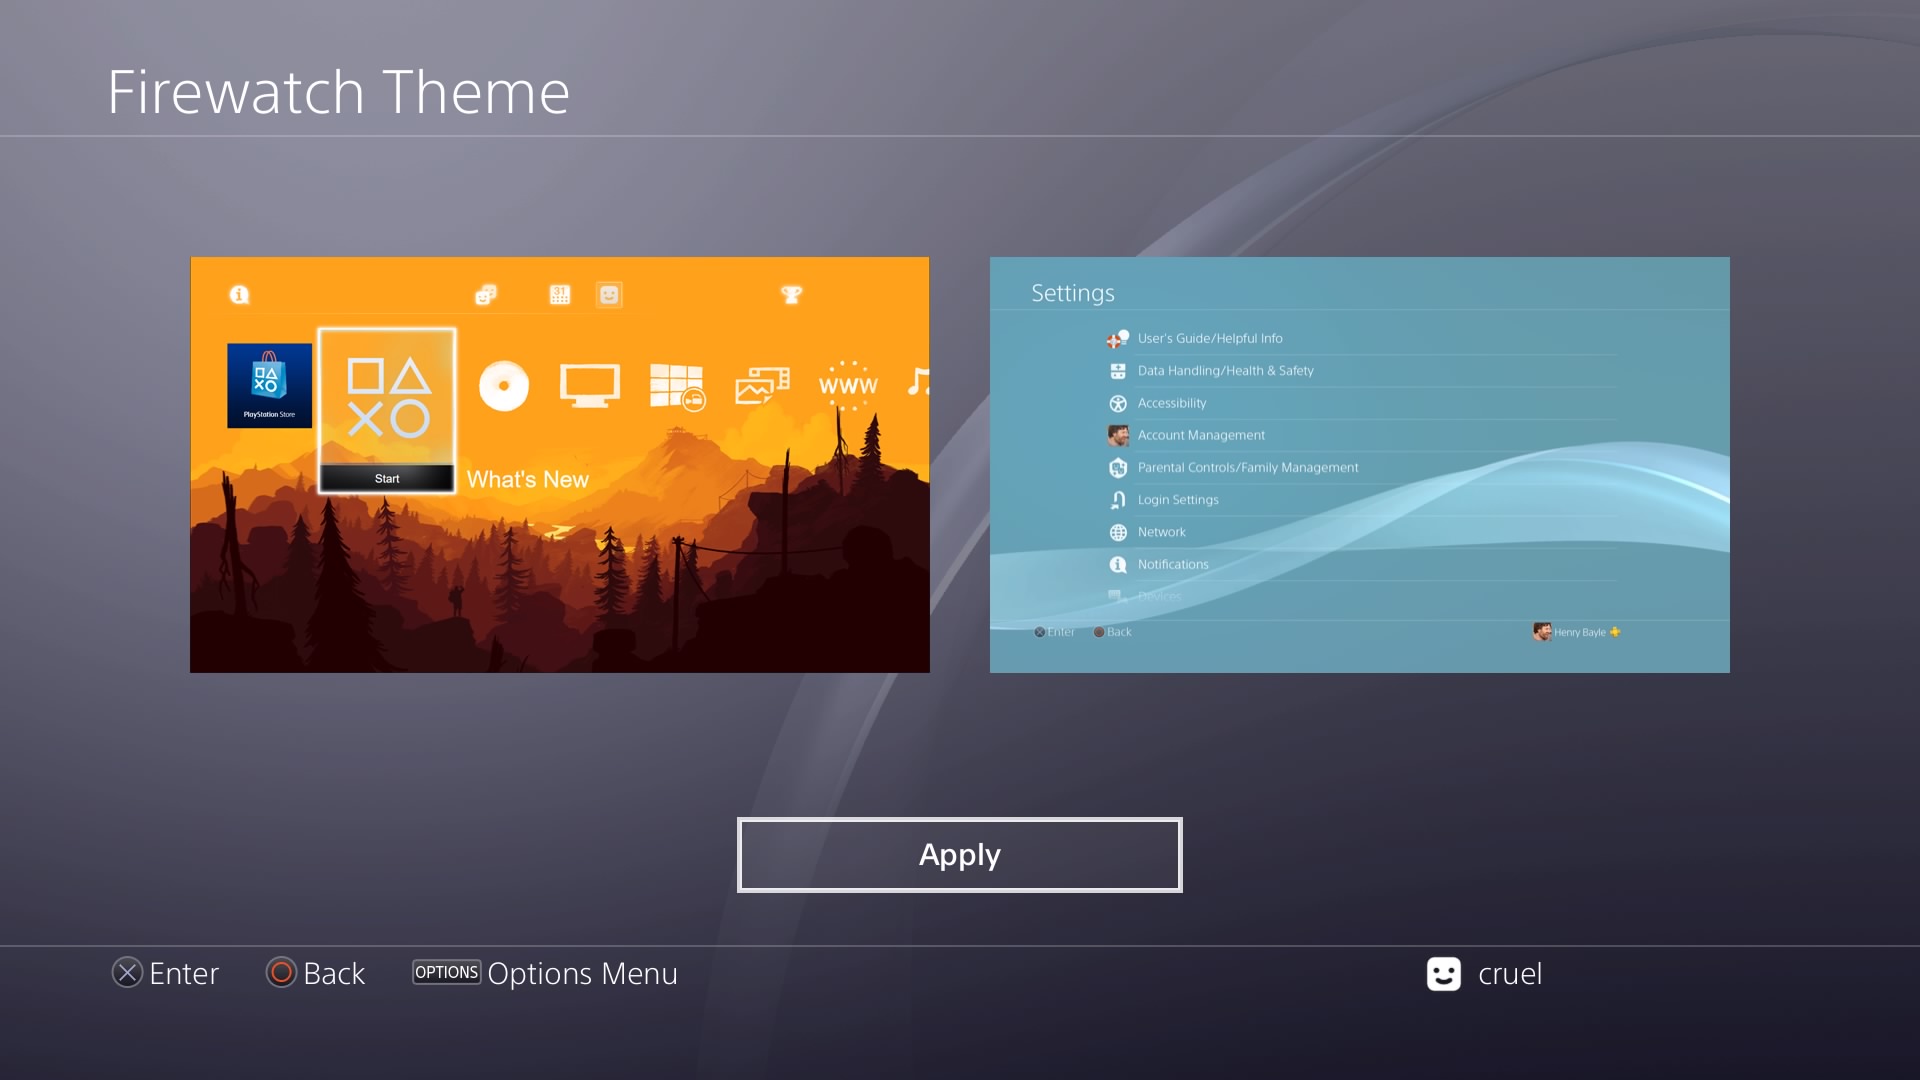 Firewatch Theme
31
PlayStation Store
WWW
Start
What's New
Settings
User's Guide/Helpful Info
Data Handling/Health & Safety
Accessibility
Account Management
Parental Controls/Family Management
Login Settings
Network
Notifications
Devices
Enter
Back
Henry Bayle
Apply
Enter
Back
OPTIONS Options Menu
cruel